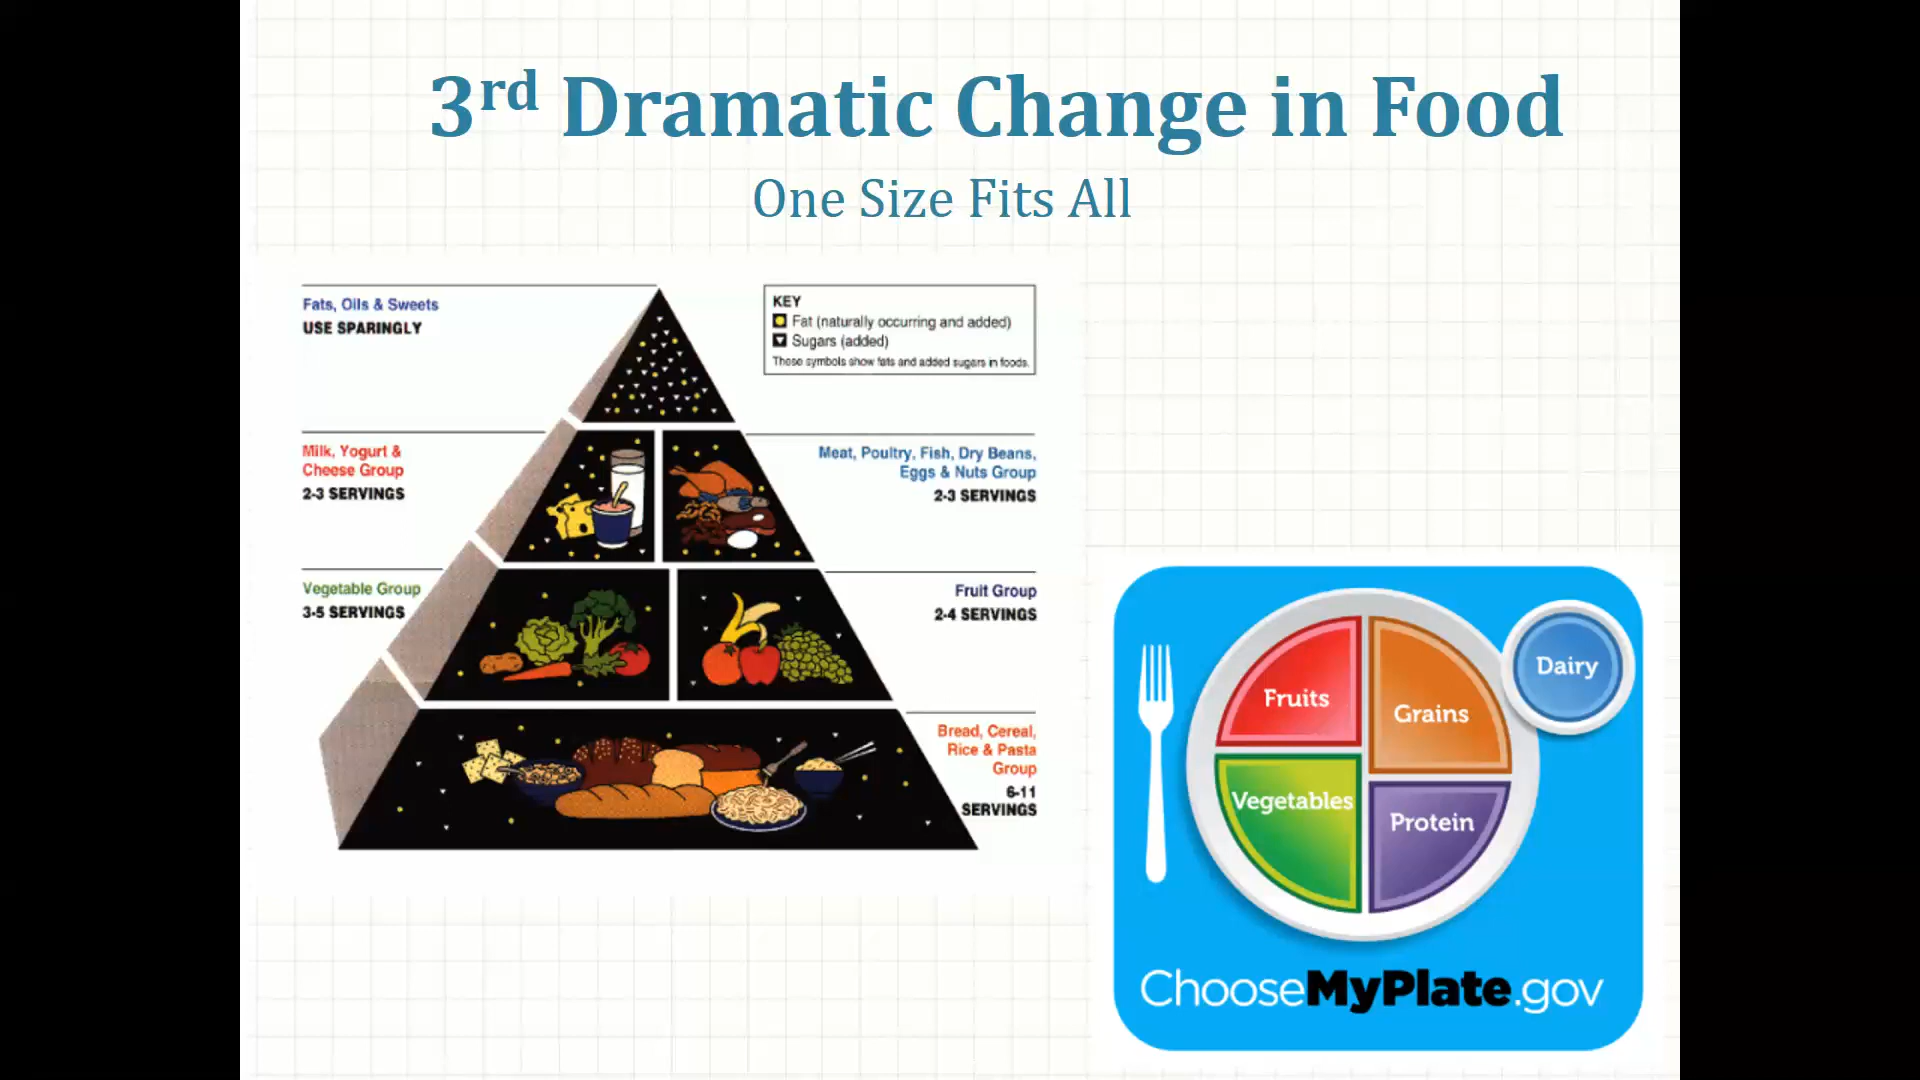 3rd Dramatic Change in Food
One Size Fits All
Fats, Oils & Sweets
USE SPARINGLY
KEY
Fat (naturally occurring and added)
Sugars (added)
These symbols show fats and added sugars in foods.
Milk, Yogurt &
Cheese Group
2-3 SERVINGS
Meat, Poultry, Fish, Dry Beans,
Eggs & Nuts Group
2-3 SERVINGS
Vegetable Group
3-5 SERVINGS
Fruit Group
2-4 SERVINGS
Bread, Cereal,
Rice & Pasta
Group
6-11
SERVINGS
Dairy
Fruits
Grains
Vegetables
Protein
ChooseMyPlate.gov